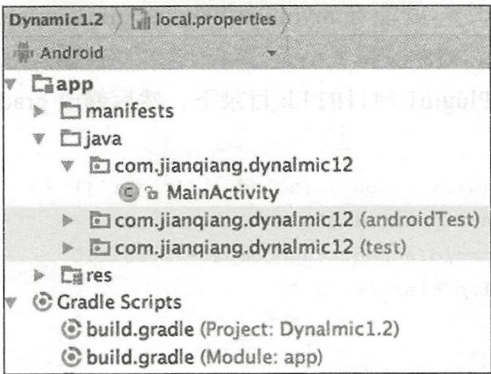 Dynamic1.2 local.properties
Android
app
manifests
java
com.jianqiang.dynalmic12
MainActivity
com.jianqiang.dynalmic12 (androidTest)
com.jianqiang.dynalmic12 (test)
res
Gradle Scripts
build.gradle (Project: Dynalmic1.2)
build.gradle (Module: app)